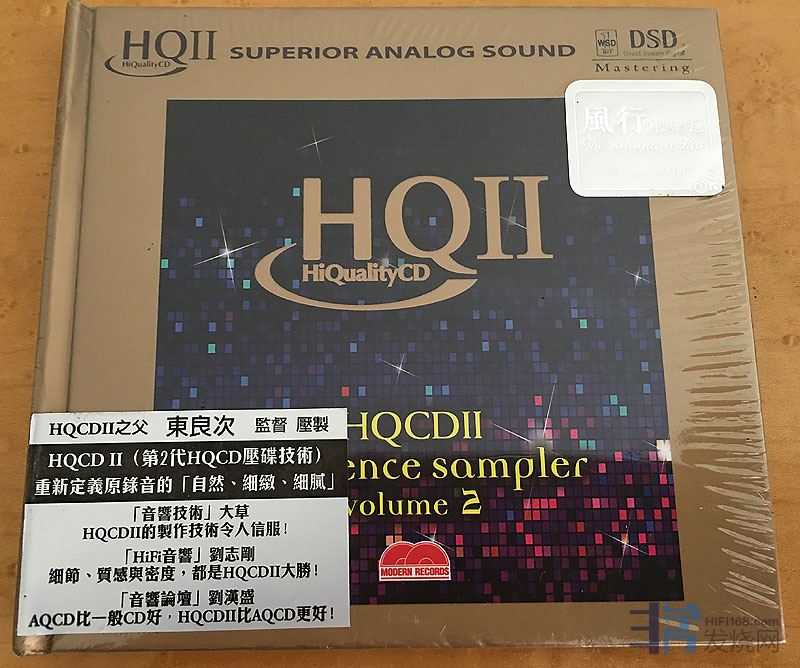 HQII SUPERIOR ANALOG SOUND
HiQualityCD
WSD
DSD
Direct Stream Digital
Mastering
風行
HQII
HiQualityCD
HQCDII
ence sampler
volume 2
MODERN RECORDS
HQCDII之父 東良次 監督 壓製
HQCD II（第2代HQCD壓碟技術）
重新定義原錄音的「自然、細緻、細膩」
「音響技術」大草
HQCDII的製作技術令人信服！
「HiFi音響」劉志剛
細節、質感與密度，都是HQCDII大勝！
「音響論壇」劉漢盛
AQCD比一般CD好，HQCDII比AQCD更好！
HIFI168.com
发烧网